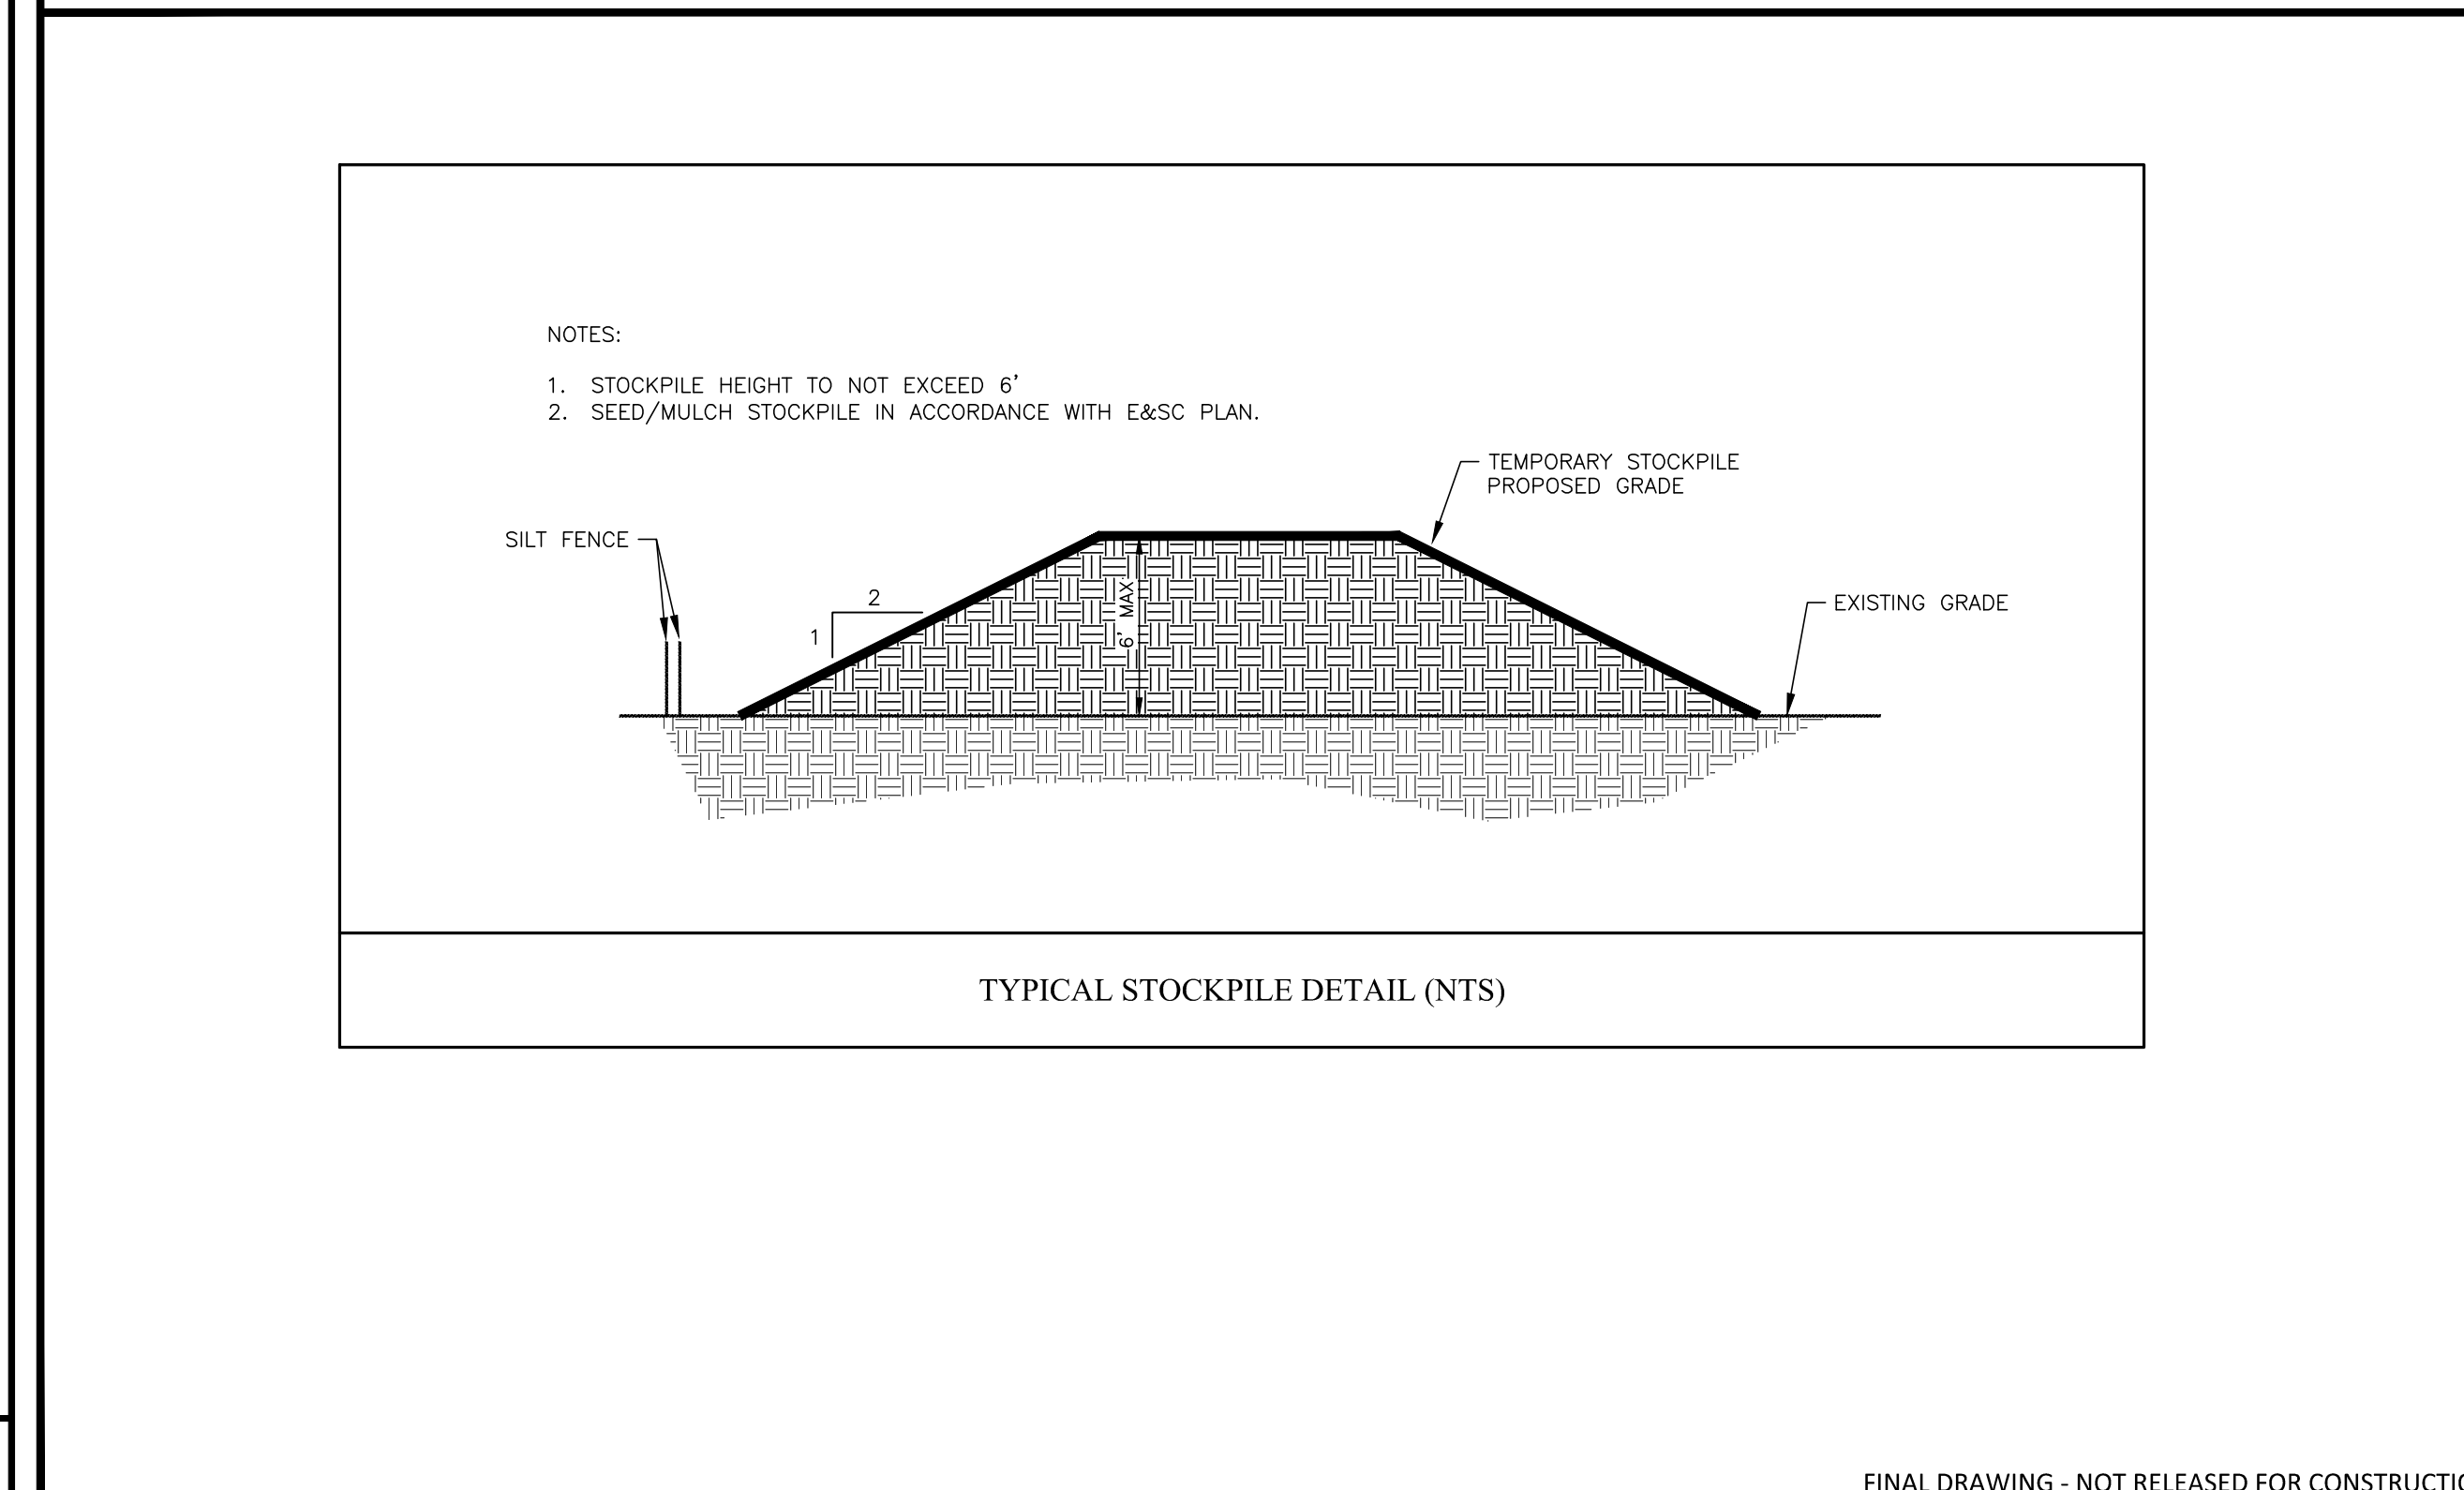 NOTES:
1. STOCKPILE HEIGHT TO NOT EXCEED 6'
2. SEED/MULCH STOCKPILE IN ACCORDANCE WITH E&SC PLAN.
TEMPORARY STOCKPILE
PROPOSED GRADE
SILT FENCE
EXISTING GRADE
2
1
6' MAX
TYPICAL STOCKPILE DETAIL (NTS)
FINAL DRAWING - NOT RELEASED FOR